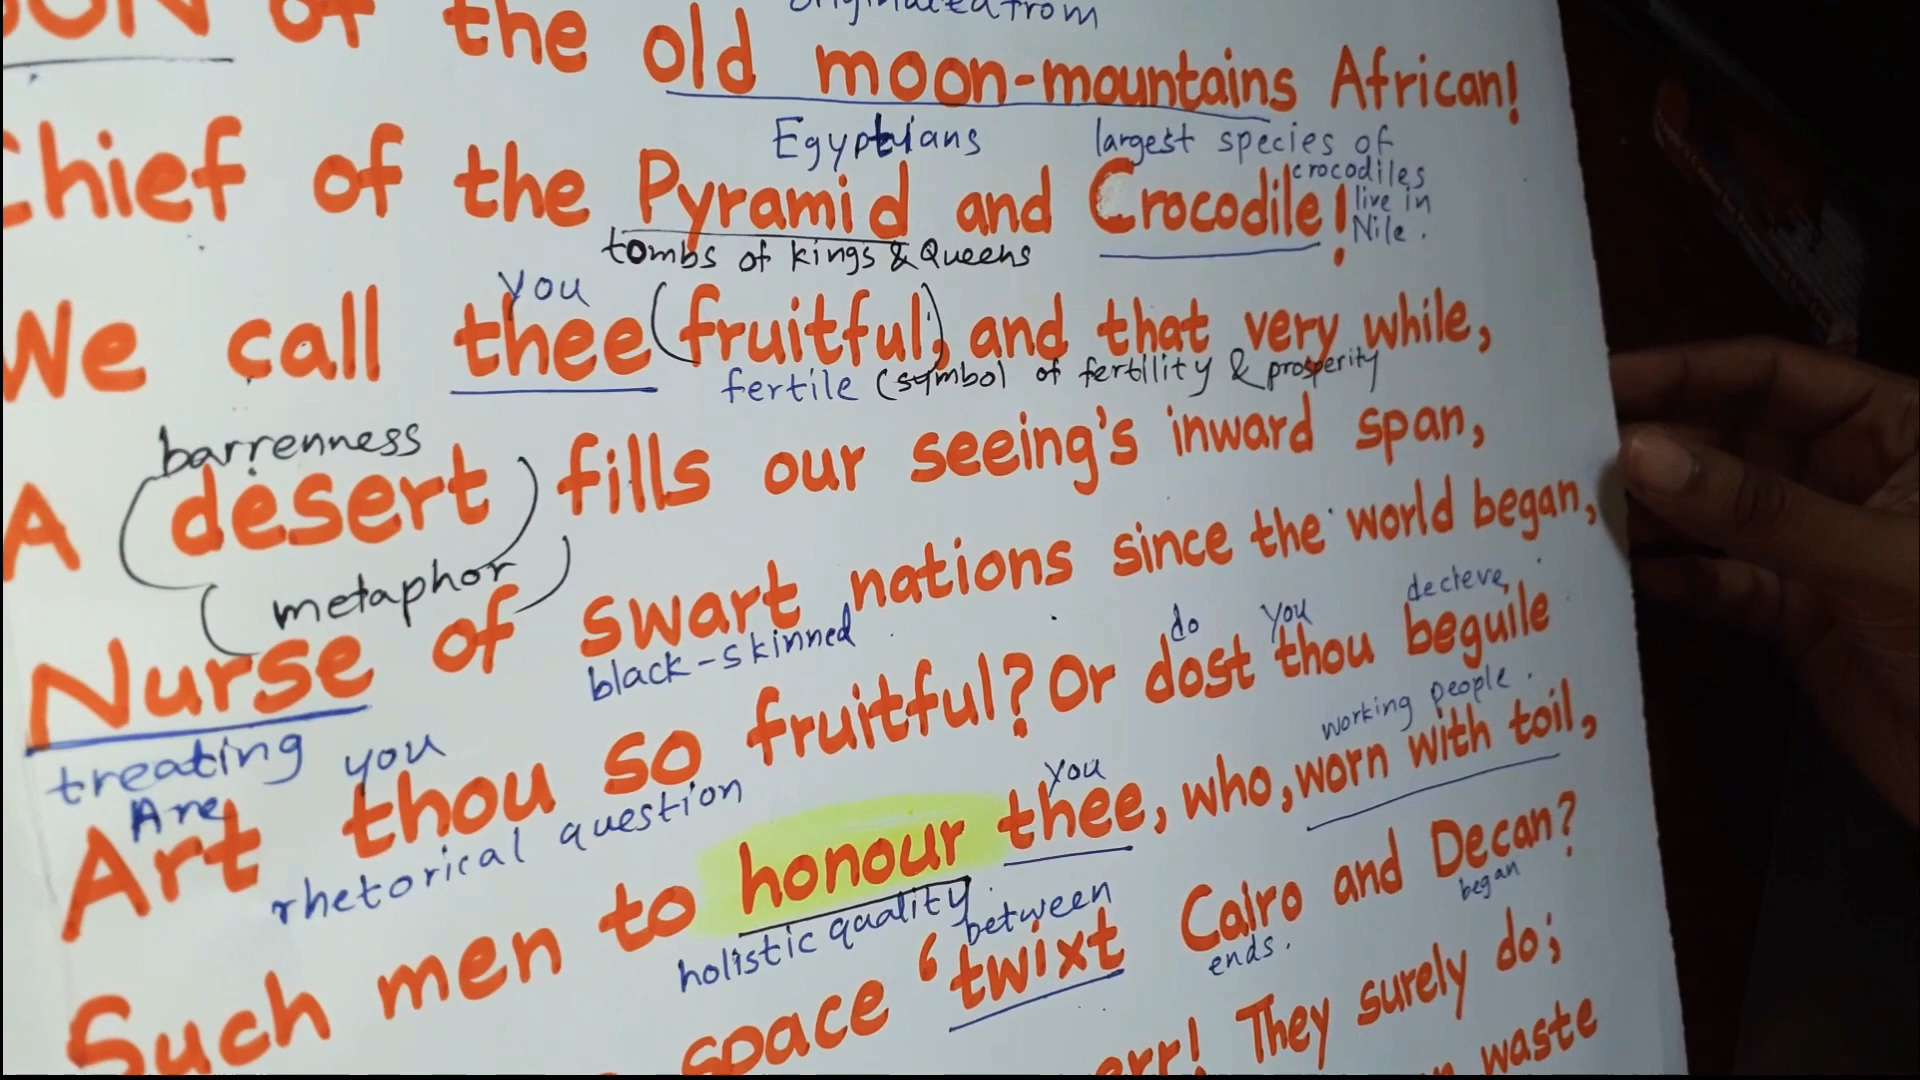 SON of the old moon-mountains African!
originated from
Egyptians largest species of crocodiles live in Nile.
Chief of the Pyramid and Crocodile!
tombs of kings & Queens
you
We call thee (fruitful,) and that very while,
fertile (symbol of fertility & prosperity
barrenness
A (desert) fills our seeing's inward span,
(metaphor)
Nurse of swart nations since the world began,
treating black-skinned
Are you do you decieve
Art thou so fruitful? Or dost thou beguile
rhetorical question
you working people.
Such men to honour thee, who, worn with toil,
holistic quality
between ends. began
space 'twixt Cairo and Decan?
err! They surely do;
waste